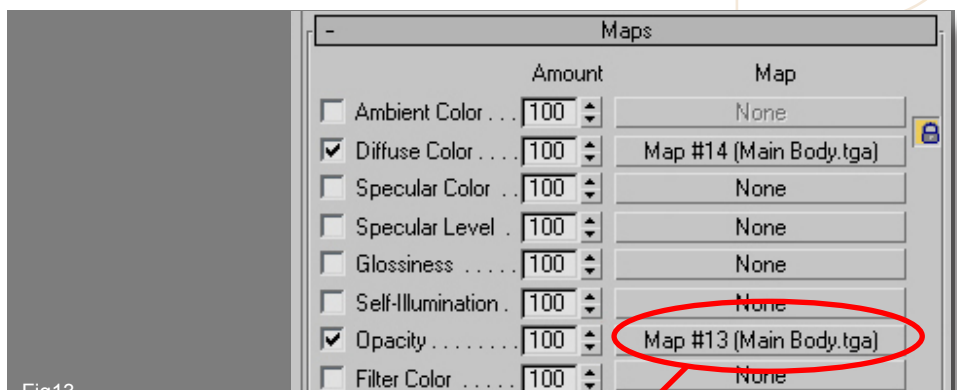 - Maps
Amount Map
Ambient Color . . . 100 None
Diffuse Color . . . . 100 Map #14 (Main Body.tga)
Specular Color . . 100 None
Specular Level . 100 None
Glossiness . . . . . 100 None
Self-Illumination . 100 None
Opacity . . . . . . . . 100 Map #13 (Main Body.tga)
Filter Color . . . . . 100 None